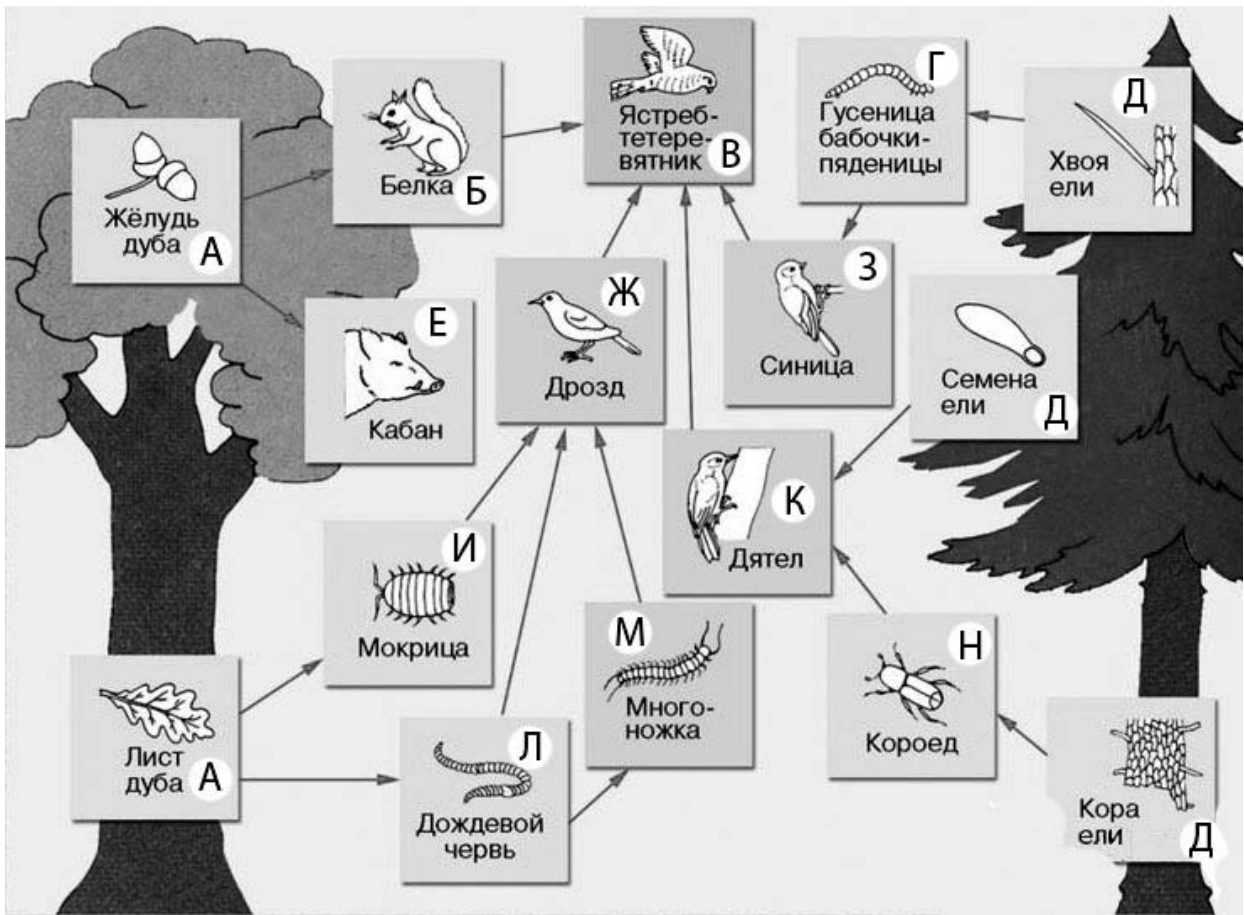 Жёлудь
дуба
А
Белка
Б
Ястреб-
тетере-
вятник
В
Г
Гусеница
бабочки-
пяденицы
Д
Хвоя
ели
Е
Кабан
Ж
Дрозд
З
Синица
Семена
ели
Д
И
Мокрица
К
Дятел
Лист
дуба
А
Л
Дождевой
червь
М
Много-
ножка
Н
Короед
Кора
ели
Д